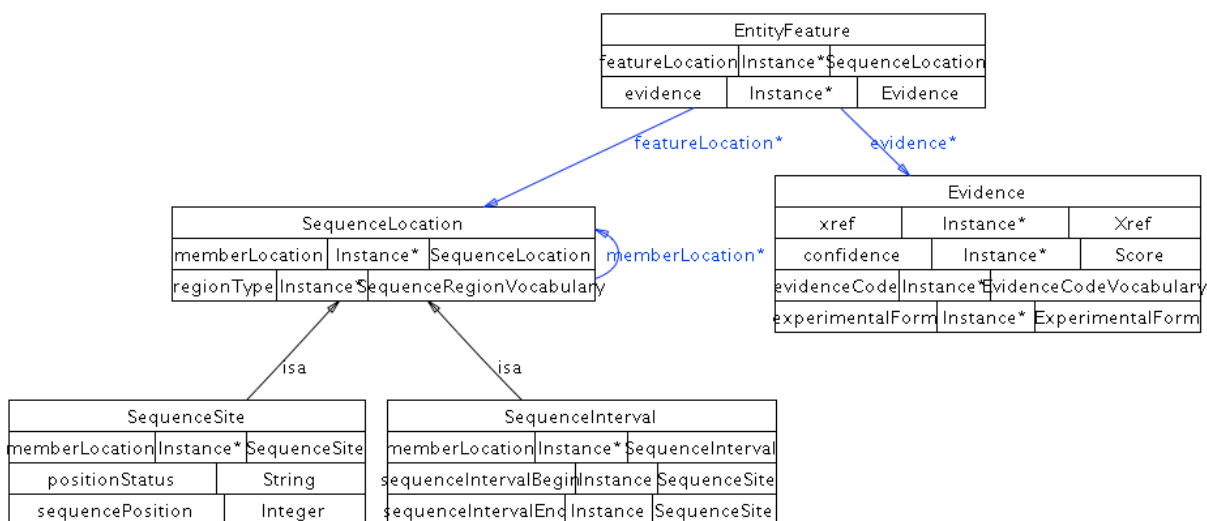 EntityFeature
featureLocation Instance* SequenceLocation
evidence Instance* Evidence
featureLocation*
evidence*
Evidence
xref Instance* Xref
confidence Instance* Score
evidenceCode Instance* EvidenceCodeVocabulary
experimentalForm Instance* ExperimentalForm
SequenceLocation
memberLocation Instance* SequenceLocation
regionType Instance* SequenceRegionVocabulary
memberLocation*
isa
isa
SequenceSite
memberLocation Instance* SequenceSite
positionStatus String
sequencePosition Integer
SequenceInterval
memberLocation Instance* SequenceInterval
sequenceIntervalBegin Instance SequenceSite
sequenceIntervalEnd Instance SequenceSite